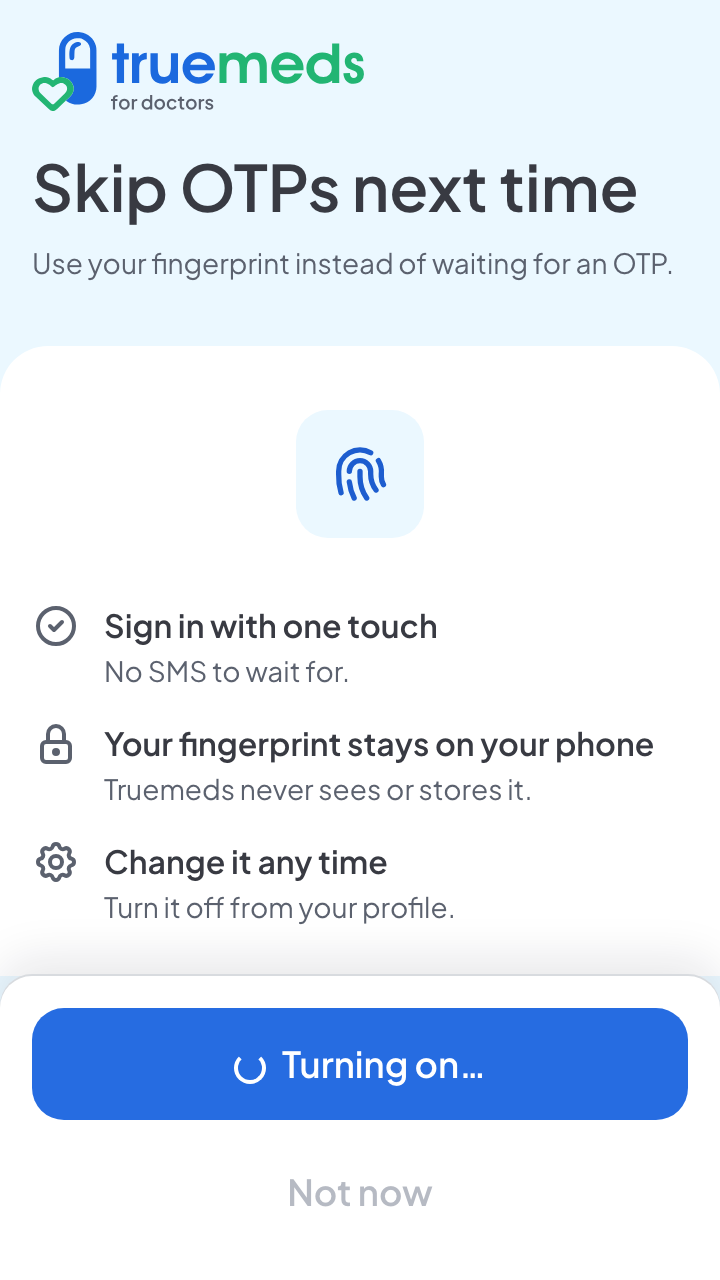 truemeds
for doctors
Skip OTPs next time
Use your fingerprint instead of waiting for an OTP.
Sign in with one touch
No SMS to wait for.
Your fingerprint stays on your phone
Truemeds never sees or stores it.
Change it any time
Turn it off from your profile.
Turning on...
Not now